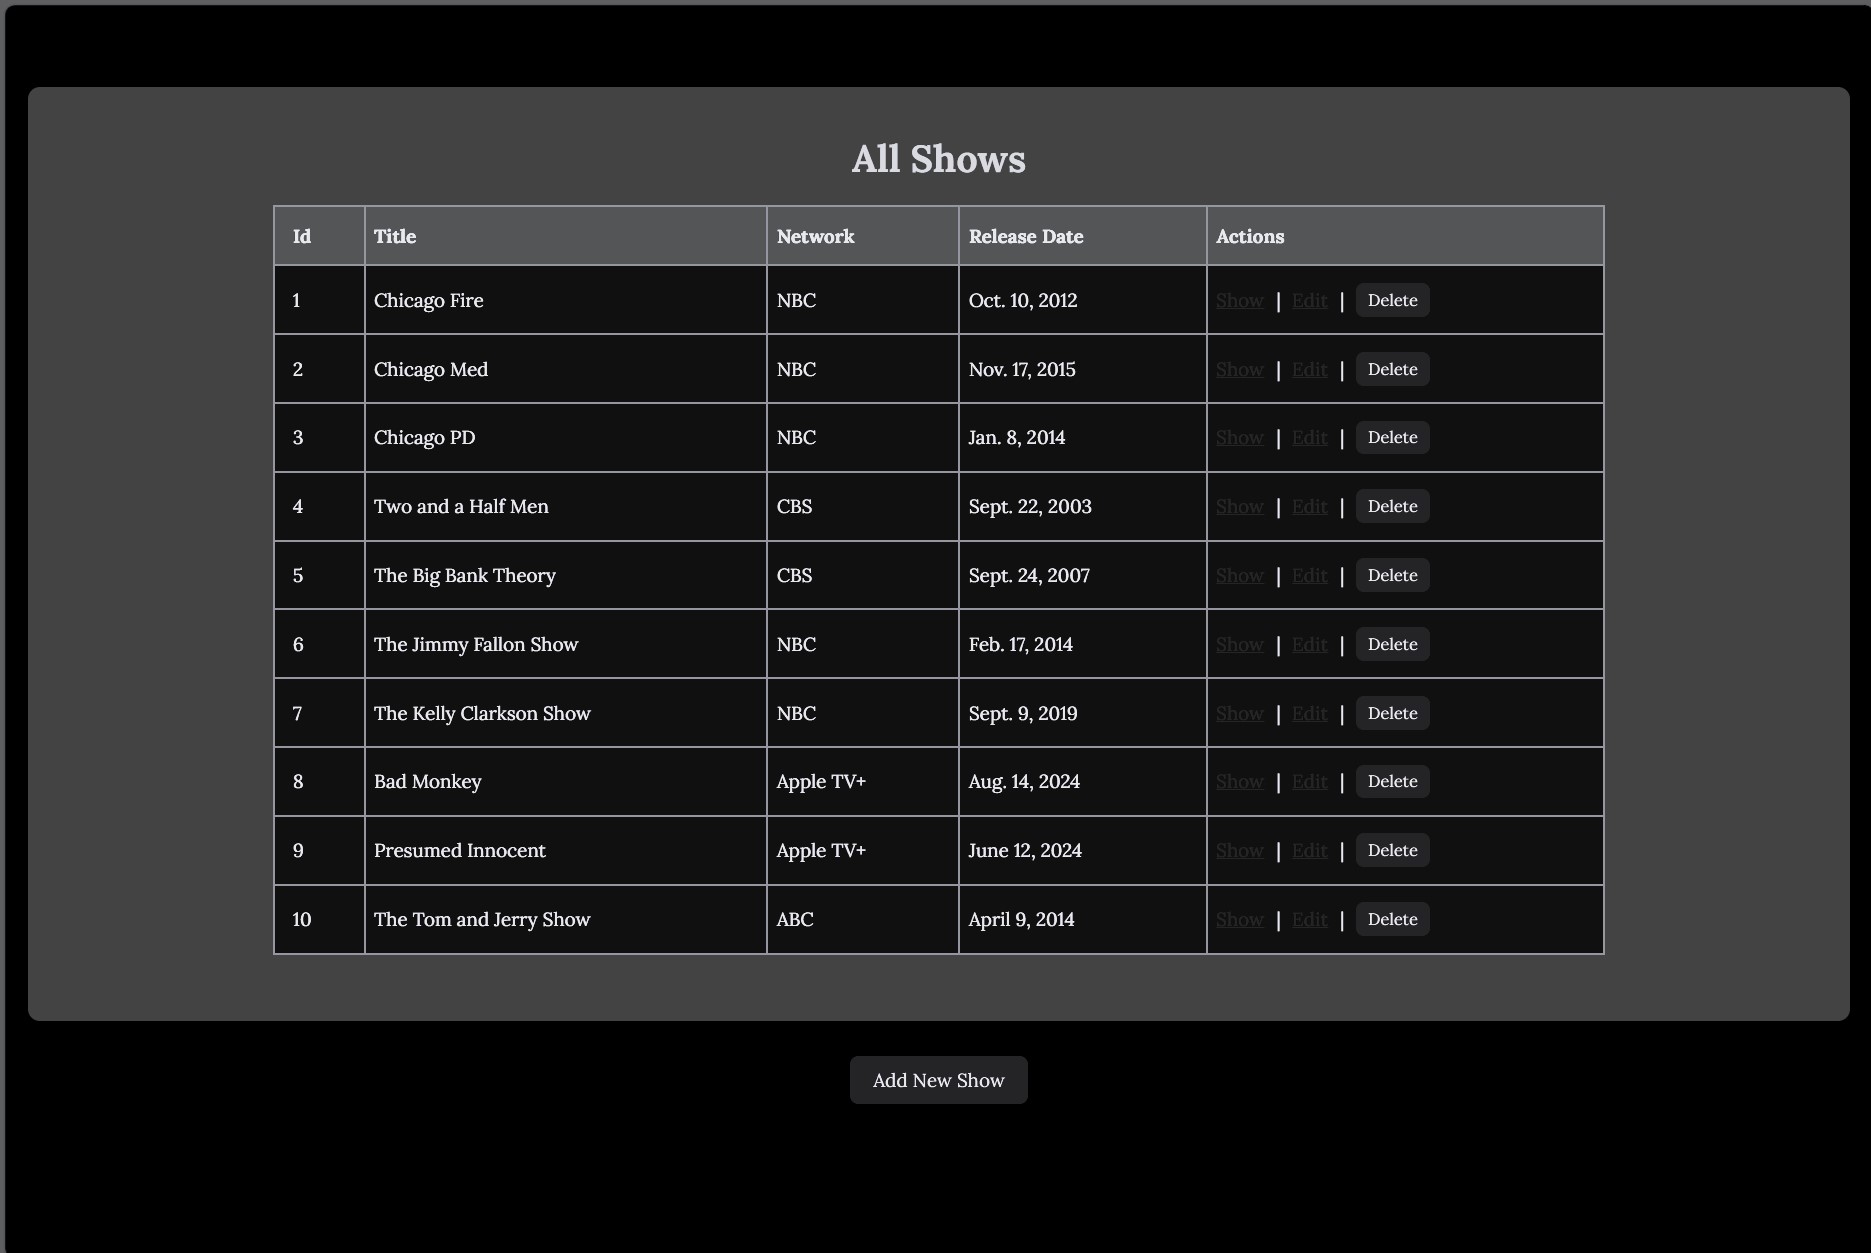 All Shows
Id Title Network Release Date Actions
1 Chicago Fire NBC Oct. 10, 2012 Show | Edit | Delete
2 Chicago Med NBC Nov. 17, 2015 Show | Edit | Delete
3 Chicago PD NBC Jan. 8, 2014 Show | Edit | Delete
4 Two and a Half Men CBS Sept. 22, 2003 Show | Edit | Delete
5 The Big Bank Theory CBS Sept. 24, 2007 Show | Edit | Delete
6 The Jimmy Fallon Show NBC Feb. 17, 2014 Show | Edit | Delete
7 The Kelly Clarkson Show NBC Sept. 9, 2019 Show | Edit | Delete
8 Bad Monkey Apple TV+ Aug. 14, 2024 Show | Edit | Delete
9 Presumed Innocent Apple TV+ June 12, 2024 Show | Edit | Delete
10 The Tom and Jerry Show ABC April 9, 2014 Show | Edit | Delete
Add New Show